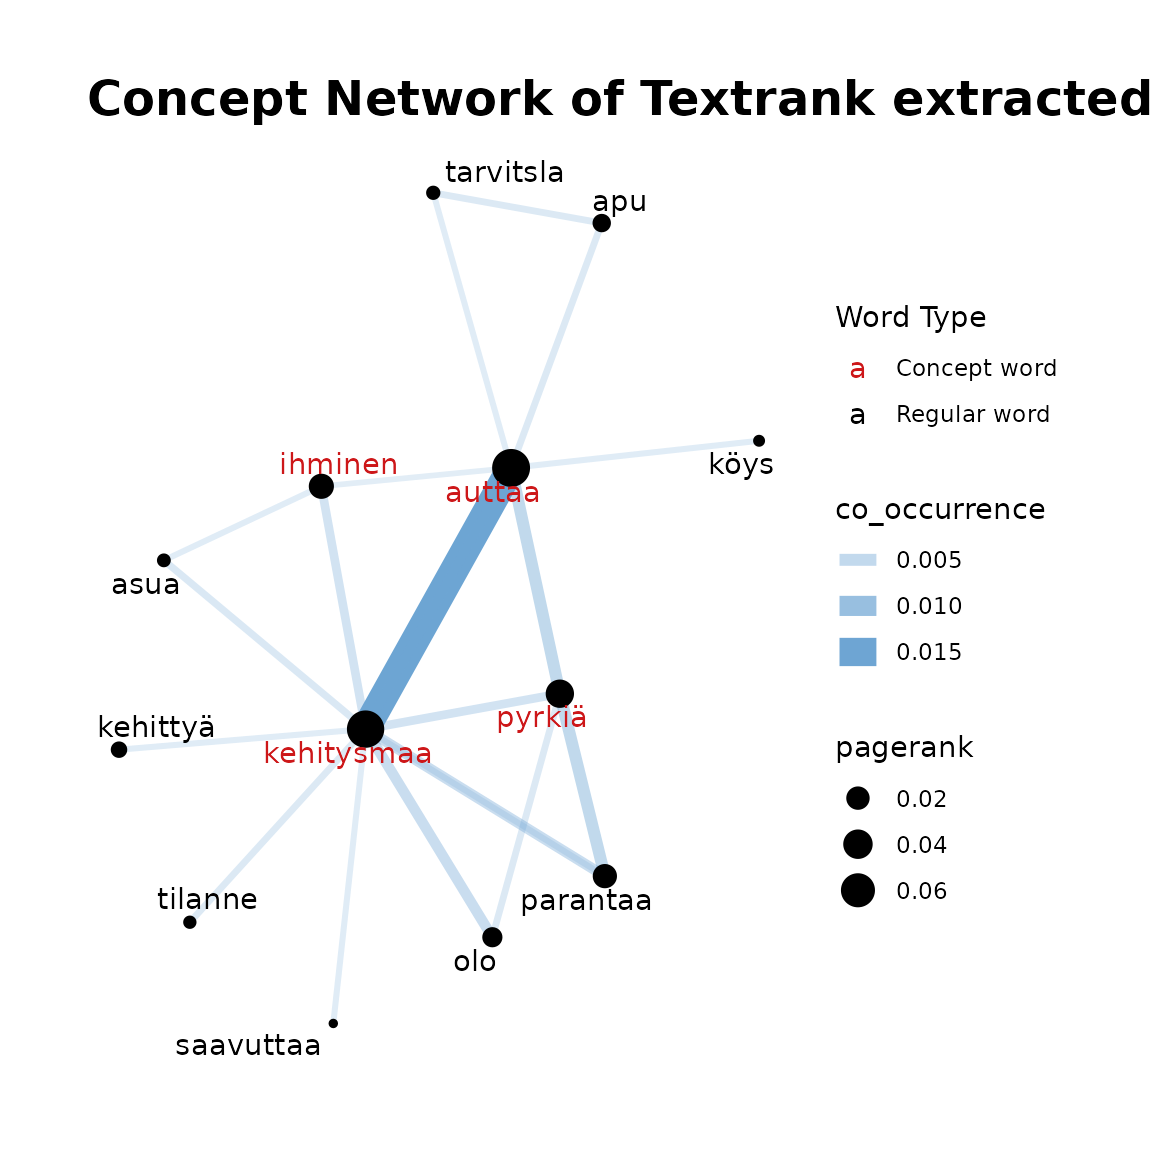 Concept Network of Textrank extracted
tarvitsla
apu
ihminen
auttaa
köys
asua
kehittyä
kehitysmaa
pyrkiä
tilanne
parantaa
olo
saavuttaa
Word Type
a Concept word
a Regular word
co_occurrence
0.005
0.010
0.015
pagerank
0.02
0.04
0.06